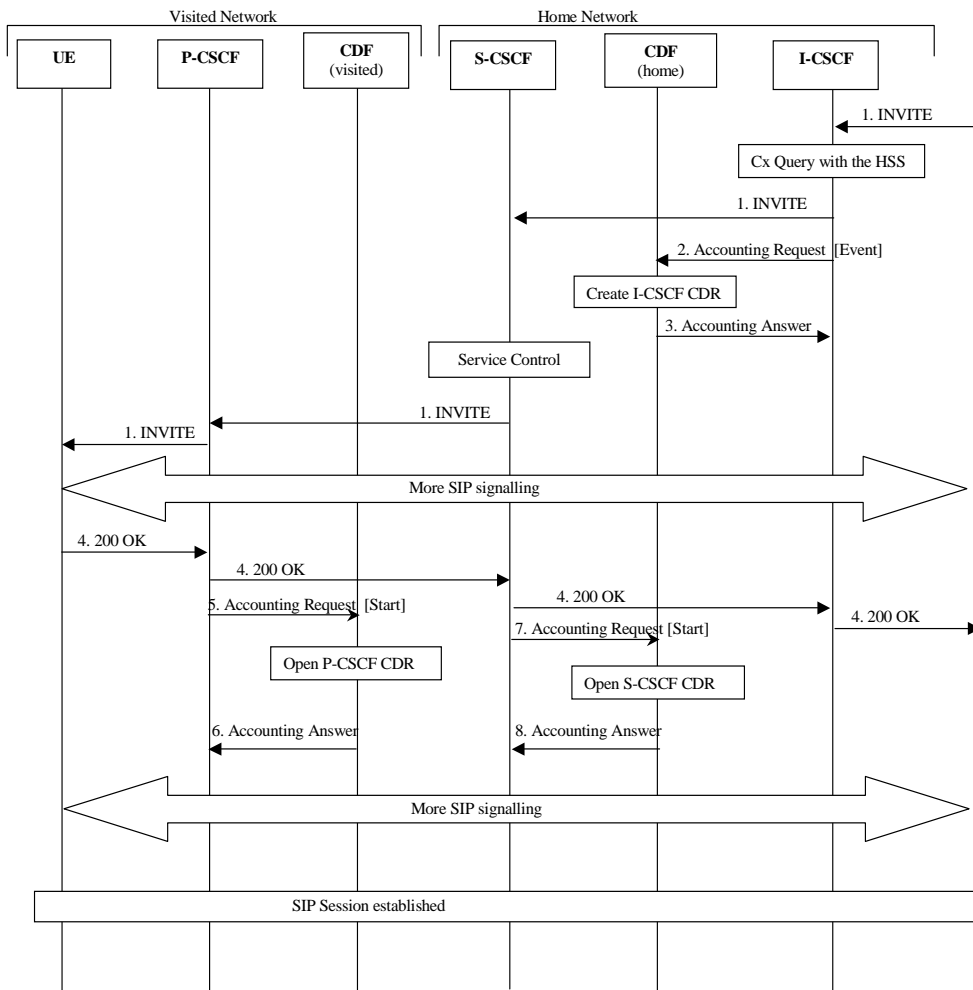 Visited Network
Home Network
UE
P-CSCF
CDF
(visited)
S-CSCF
CDF
(home)
I-CSCF
1. INVITE
Cx Query with the HSS
1. INVITE
2. Accounting Request [Event]
Create I-CSCF CDR
3. Accounting Answer
Service Control
1. INVITE
1. INVITE
More SIP signalling
4. 200 OK
4. 200 OK
5. Accounting Request [Start]
4. 200 OK
4. 200 OK
7. Accounting Request [Start]
Open P-CSCF CDR
Open S-CSCF CDR
6. Accounting Answer
8. Accounting Answer
More SIP signalling
SIP Session established